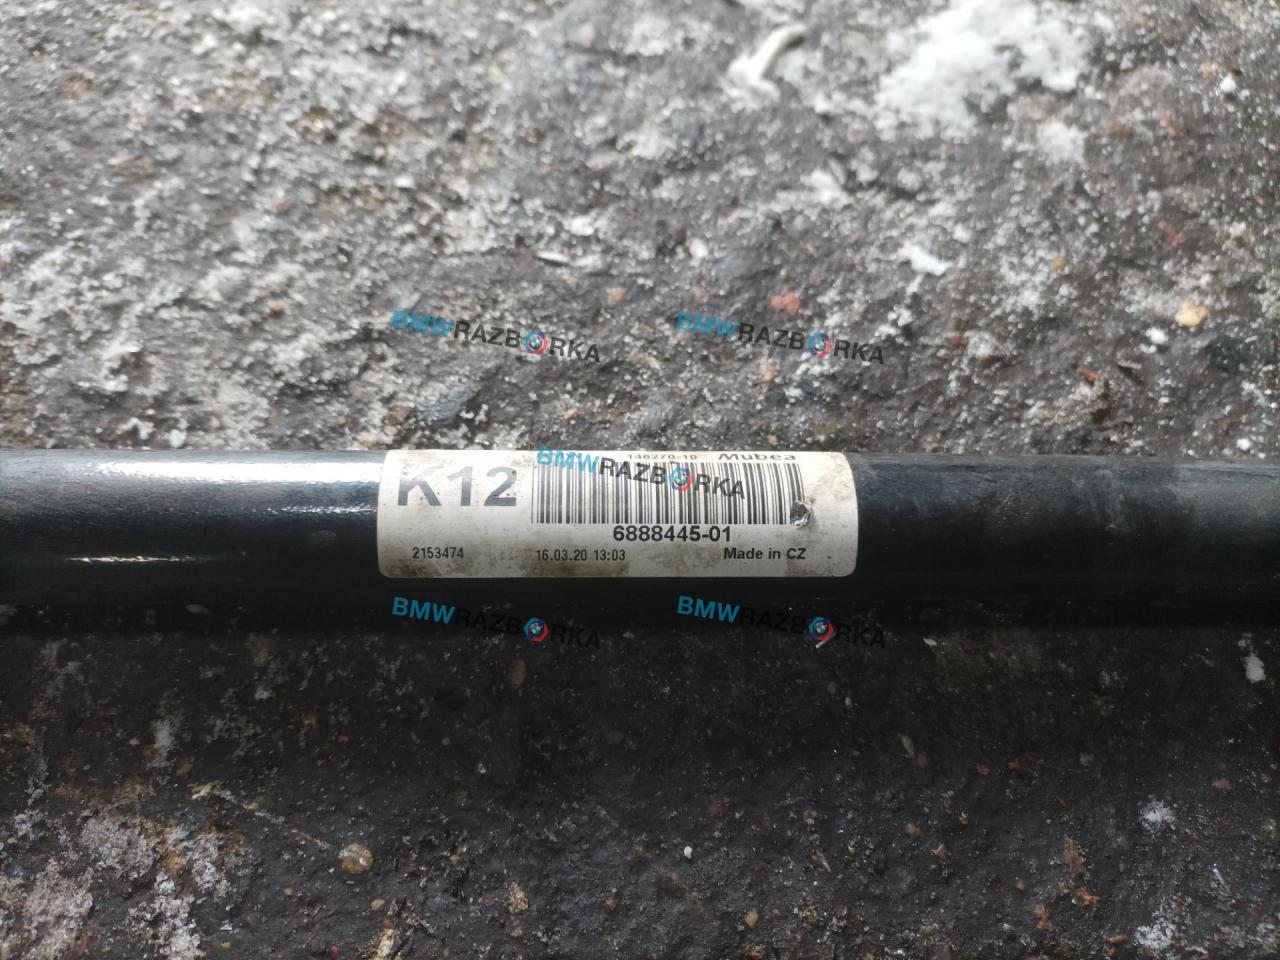 BMWRAZBORKA BMWRAZBORKA
146270-10 Mubea
K12 BMWRAZBORKA
6888445-01
2153474 16.03.20 13:03 Made in CZ
BMWRAZBORKA BMWRAZBORKA